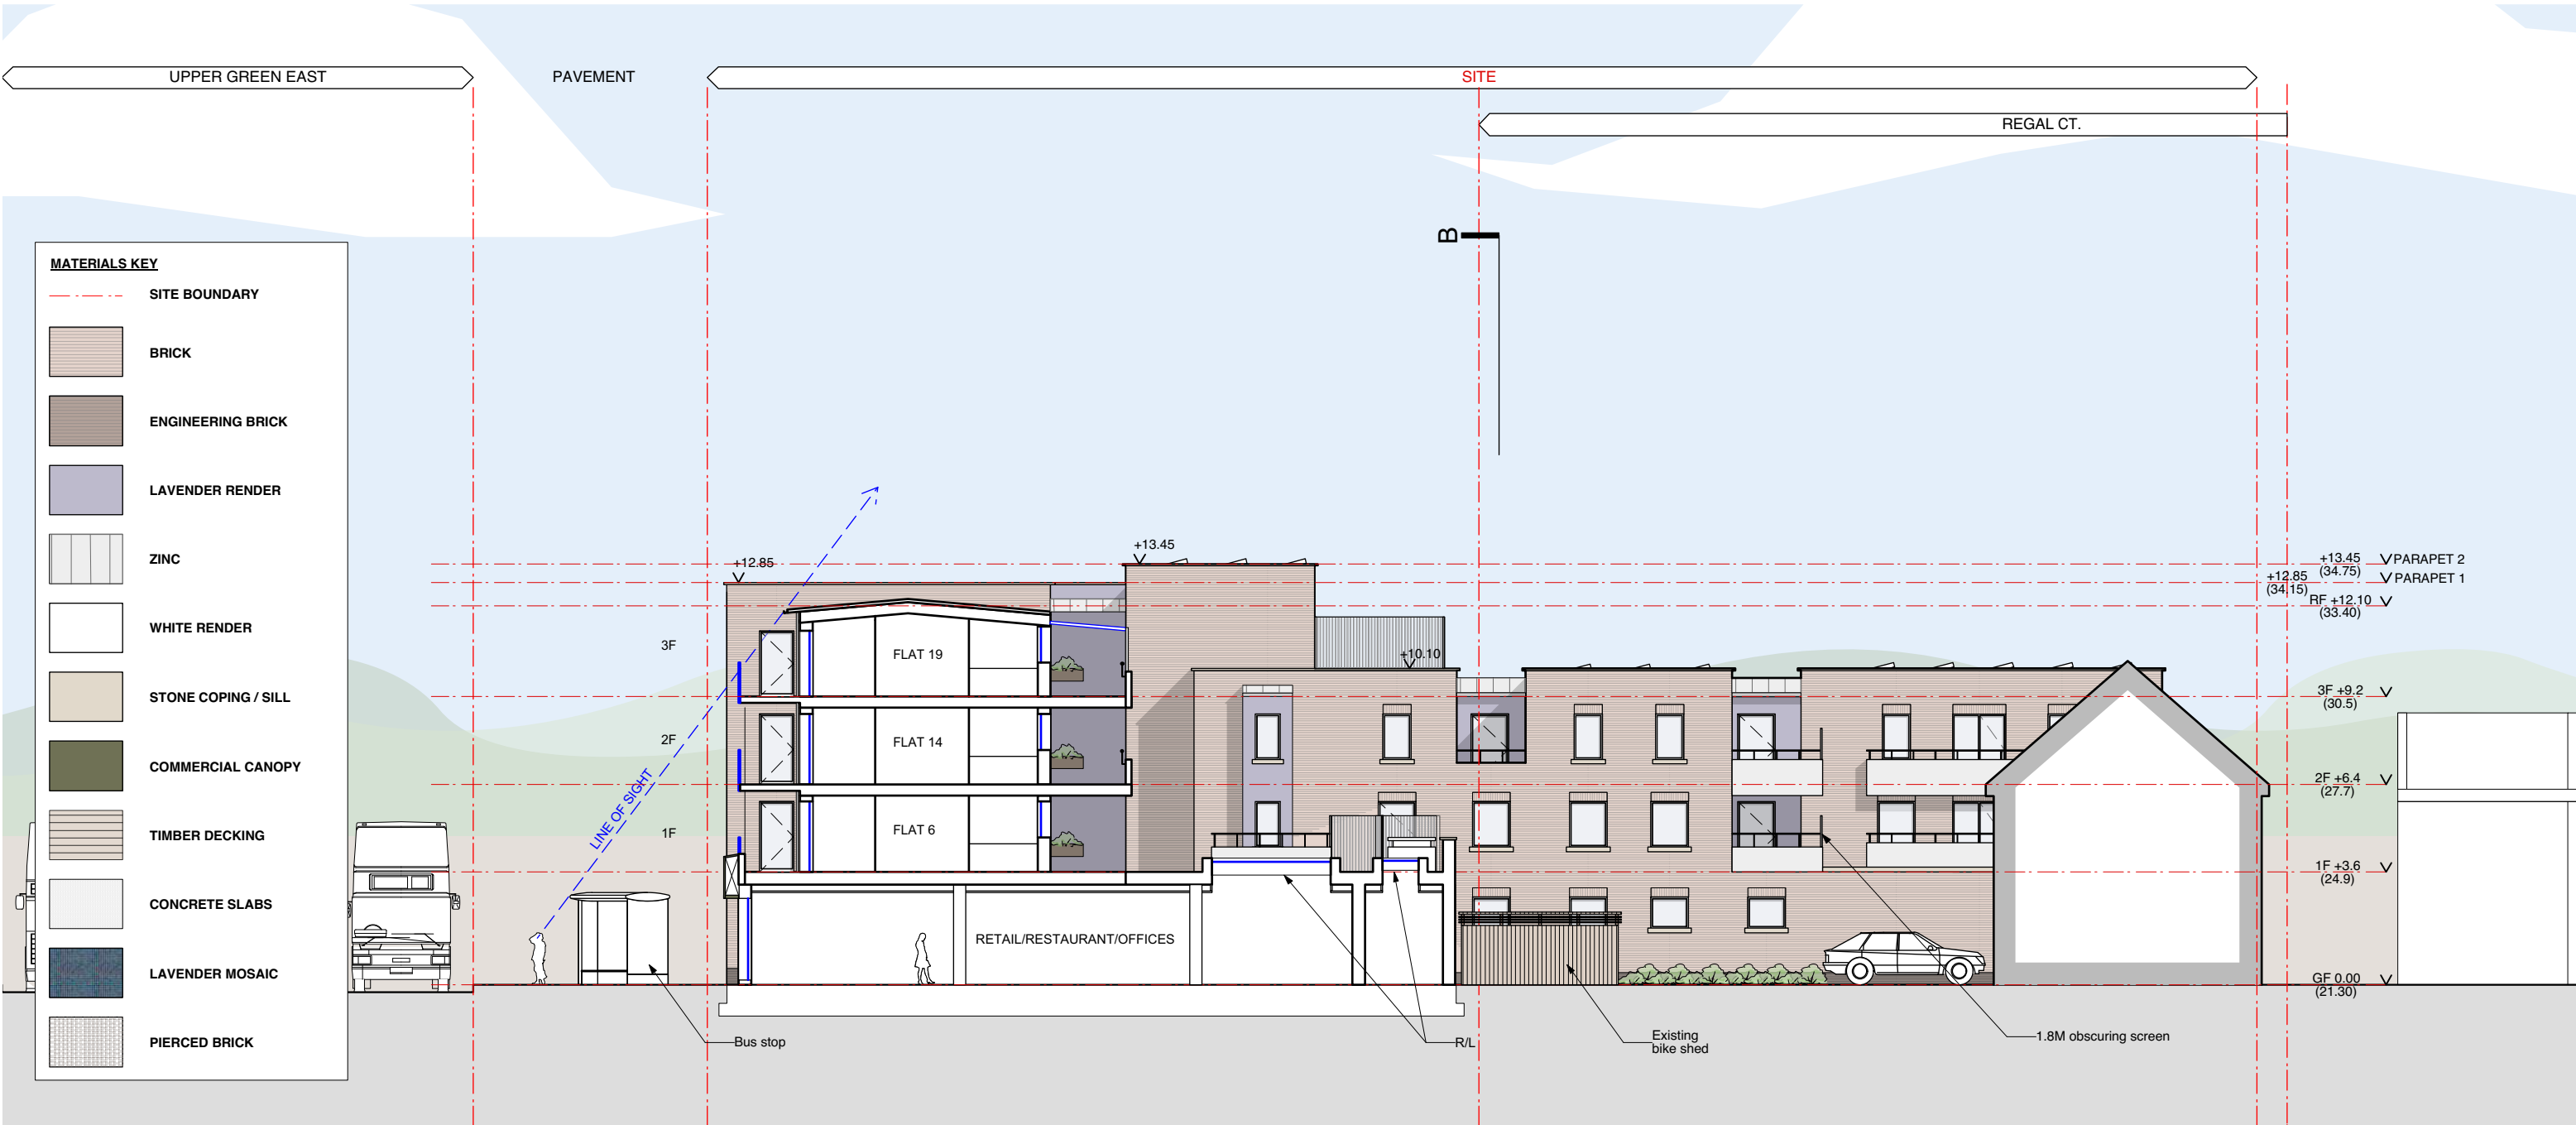 UPPER GREEN EAST
PAVEMENT
SITE
REGAL CT.
B
MATERIALS KEY
SITE BOUNDARY
BRICK
ENGINEERING BRICK
LAVENDER RENDER
ZINC
WHITE RENDER
STONE COPING / SILL
COMMERCIAL CANOPY
TIMBER DECKING
CONCRETE SLABS
LAVENDER MOSAIC
PIERCED BRICK
LINE OF SIGHT
3F
2F
1F
+12.85
+13.45
+10.10
FLAT 19
FLAT 14
FLAT 6
RETAIL/RESTAURANT/OFFICES
Bus stop
R/L
Existing
bike shed
1.8M obscuring screen
+13.45
(34.75)
PARAPET 2
+12.85
(34.15)
PARAPET 1
RF +12.10
(33.40)
3F +9.2
(30.5)
2F +6.4
(27.7)
1F +3.6
(24.9)
GF 0.00
(21.30)